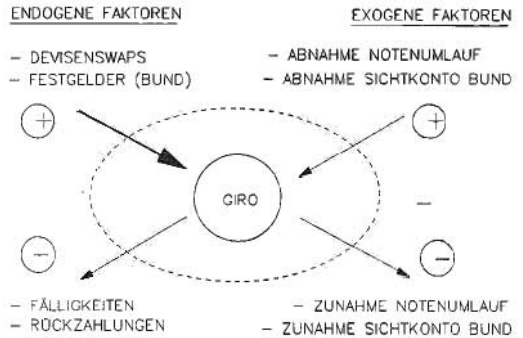 ENDOGENE FAKTOREN
EXOGENE FAKTOREN
– DEVISENSWAPS
– FESTGELDER (BUND)
– ABNAHME NOTENUMLAUF
– ABNAHME SICHTKONTO BUND
+
+
GIRO
–
–
–
– FÄLLIGKEITEN
– RÜCKZAHLUNGEN
– ZUNAHME NOTENUMLAUF
– ZUNAHME SICHTKONTO BUND